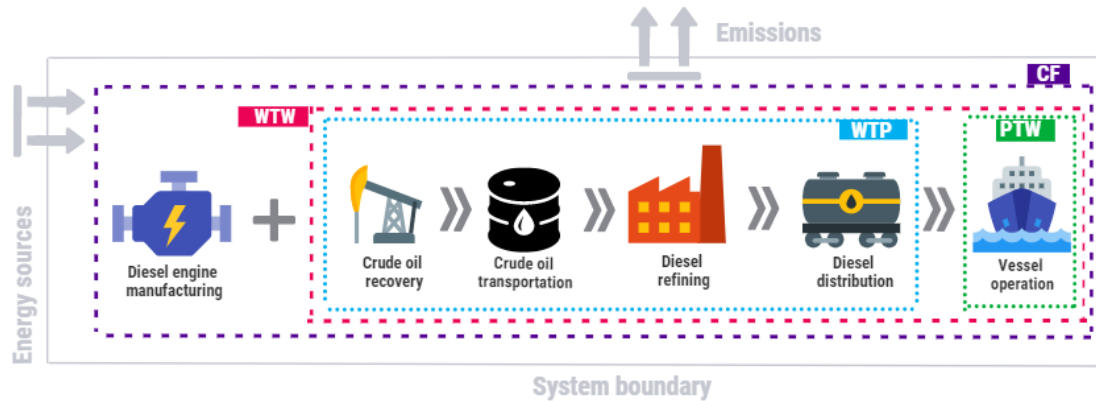 Emissions
CF
WTW
WTP
PTW
Energy sources
Diesel engine
manufacturing
Crude oil
recovery
Crude oil
transportation
Diesel
refining
Diesel
distribution
Vessel
operation
System boundary